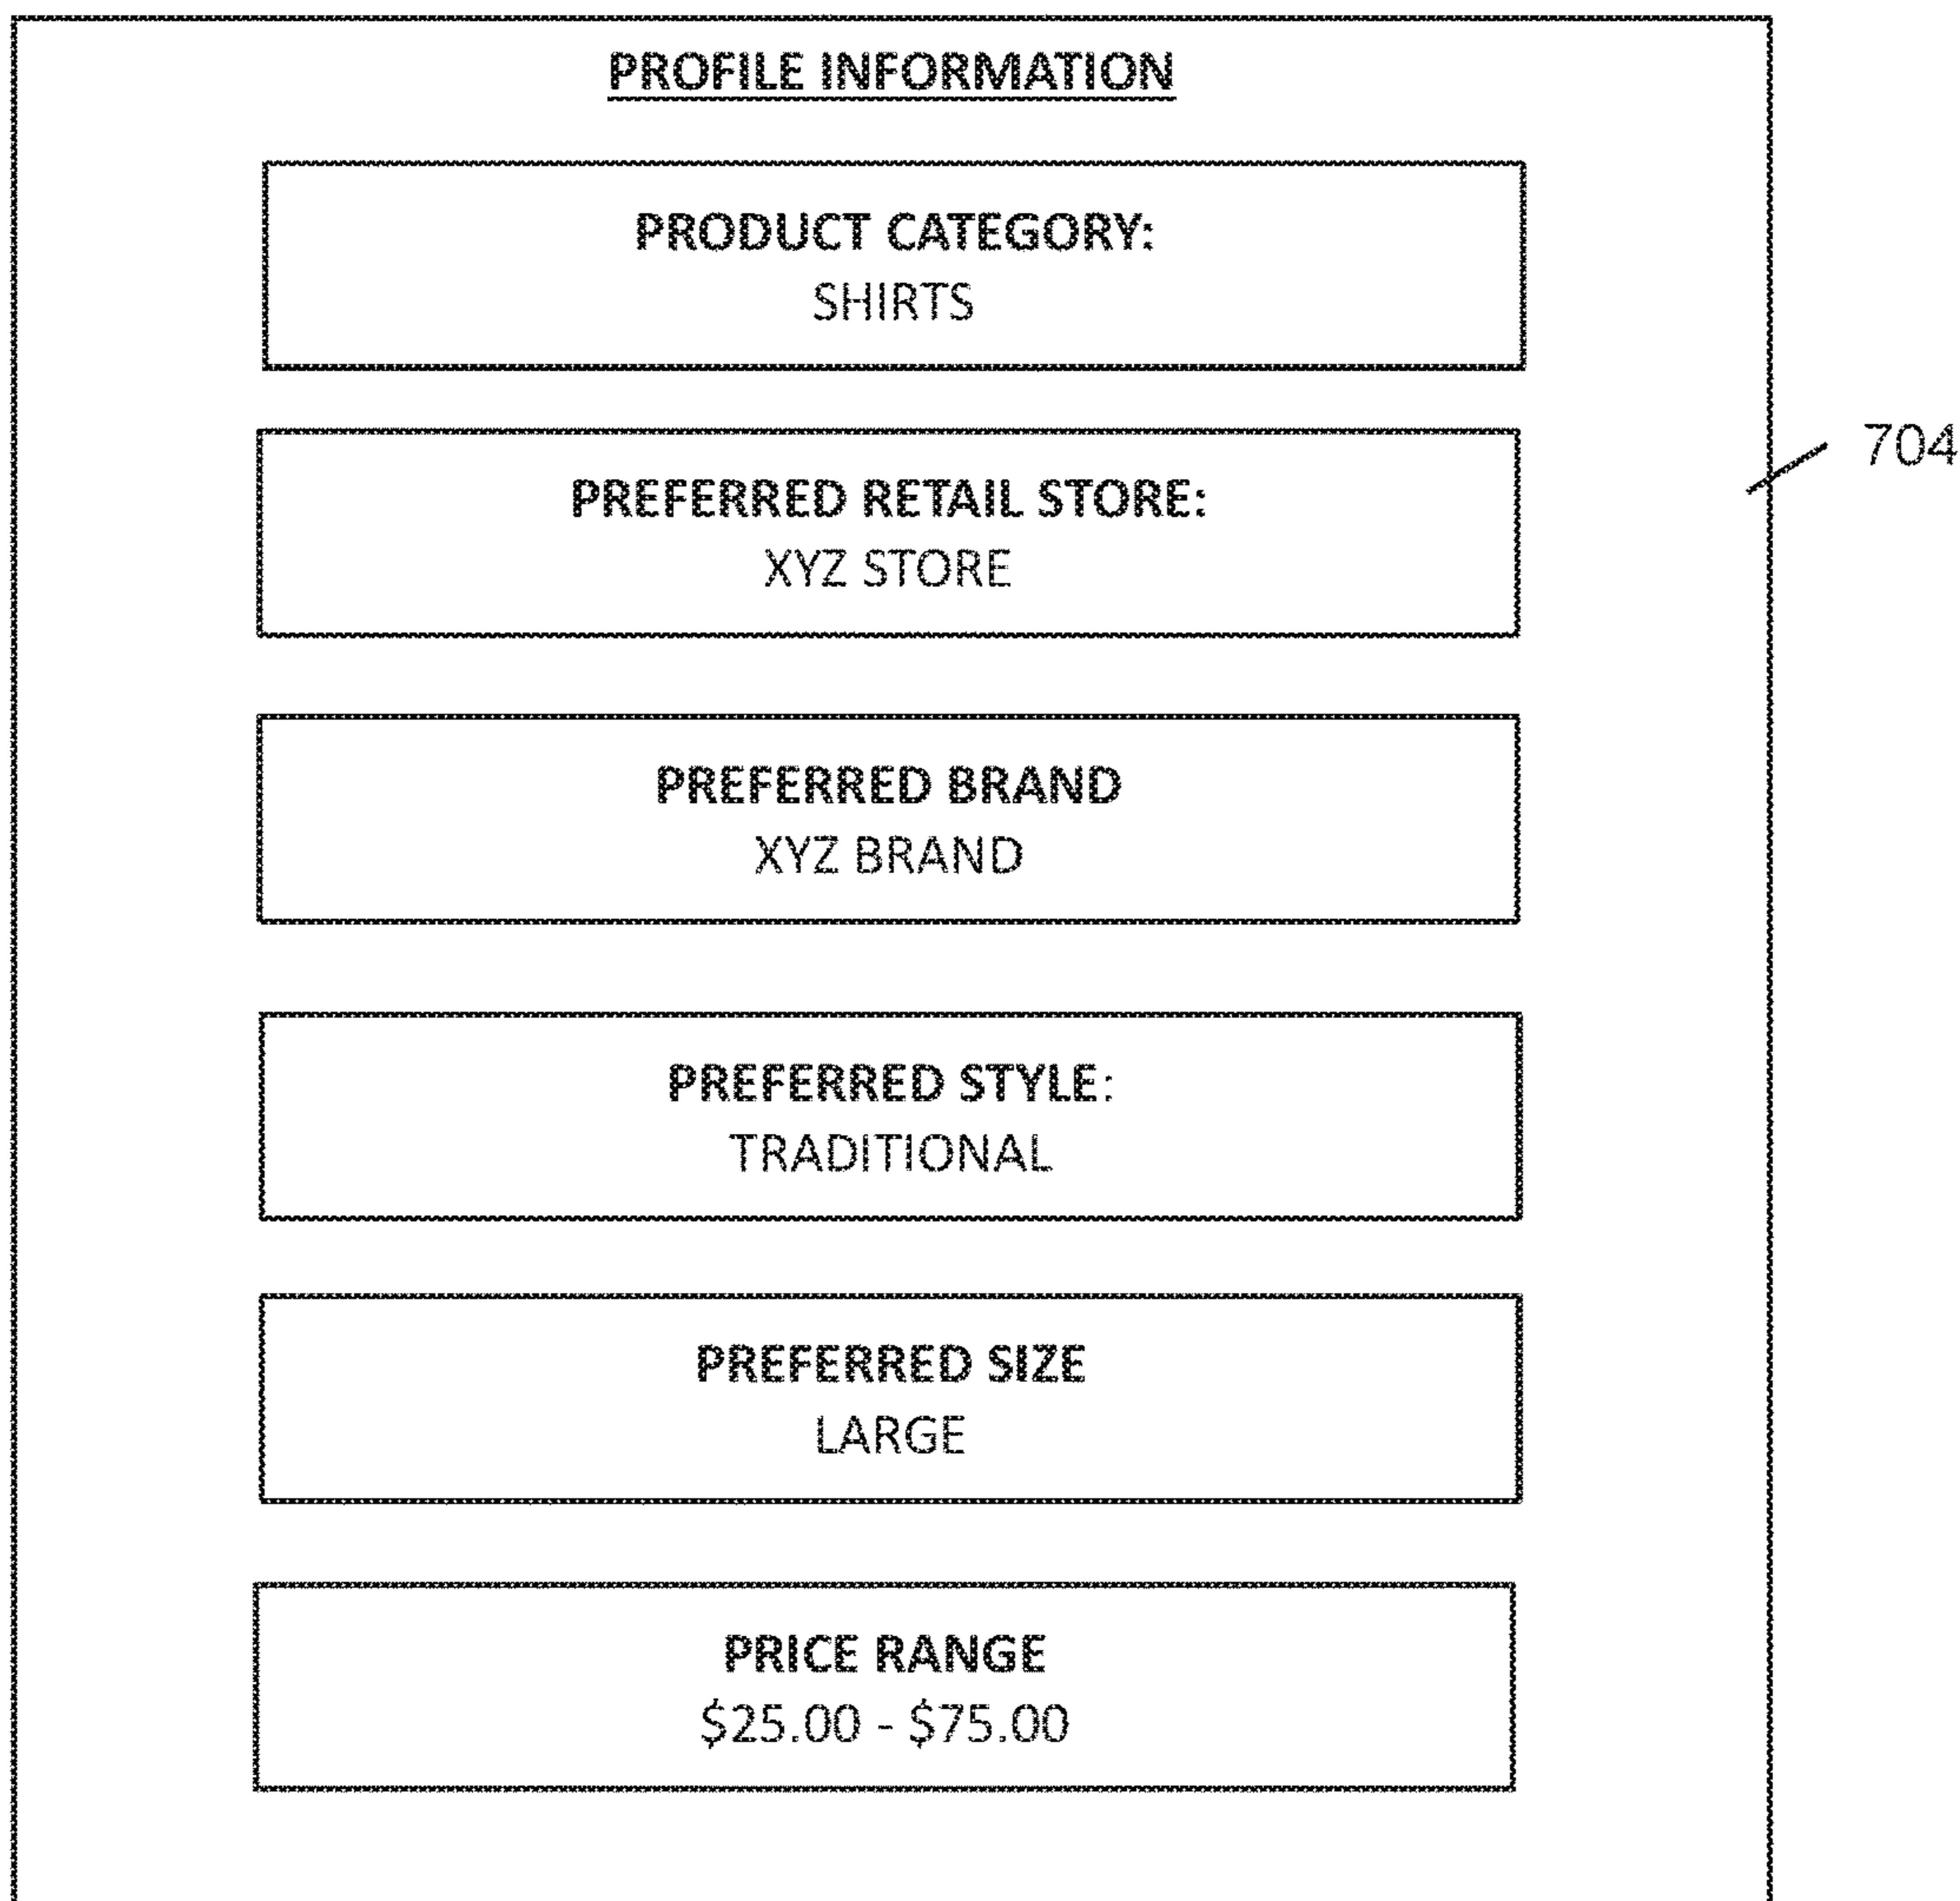 PROFILE INFORMATION
PRODUCT CATEGORY:
SHIRTS
704
PREFERRED RETAIL STORE:
XYZ STORE
PREFERRED BRAND
XYZ BRAND
PREFERRED STYLE:
TRADITIONAL
PREFERRED SIZE
LARGE
PRICE RANGE
$25.00 - $75.00